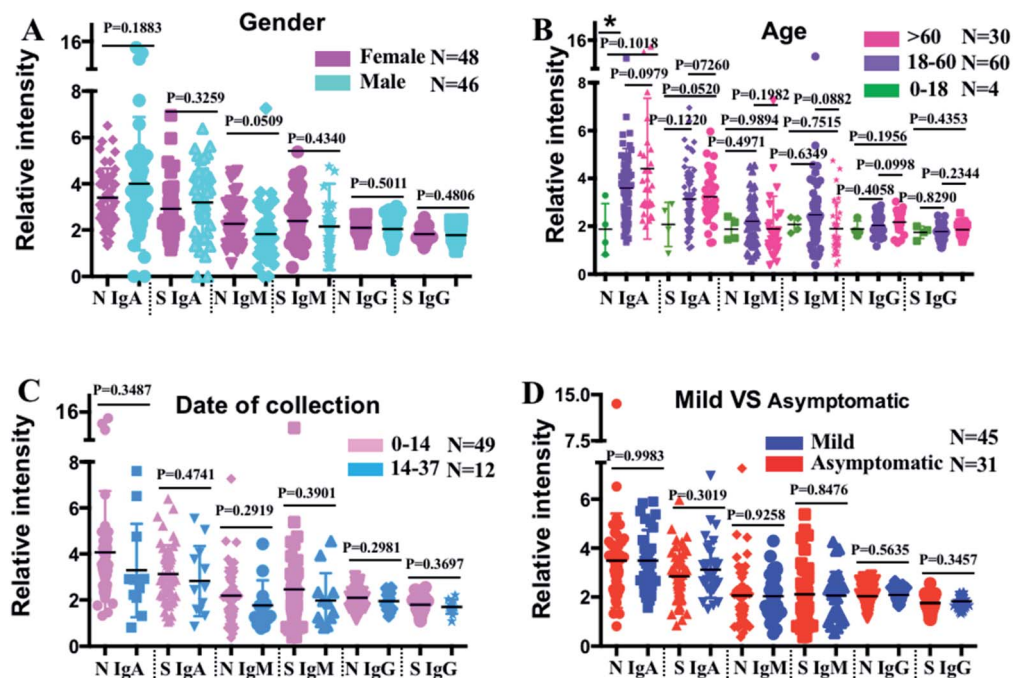 A
Gender
P=0.1883
16
Female N=48
Male N=46
8
P=0.3259
P=0.0509
P=0.4340
P=0.5011
P=0.4806
6
4
2
0
Relative intensity
N IgA S IgA N IgM S IgM N IgG S IgG
B
Age
*
16
P=0.1018
P=07260
>60 N=30
18-60 N=60
0-18 N=4
8
P=0.0979
P=0.0520
P=0.1982
P=0.0882
P=0.1220
P=0.9894
P=0.7515
P=0.1956
P=0.4353
P=0.4971
P=0.6349
P=0.0998
P=0.2344
P=0.4058
P=0.8290
6
4
2
0
Relative intensity
N IgA S IgA N IgM S IgM N IgG S IgG
C
Date of collection
P=0.3487
16
0-14 N=49
14-37 N=12
8
P=0.4741
P=0.2919
P=0.3901
P=0.2981
P=0.3697
6
4
2
0
Relative intensity
N IgA S IgA N IgM S IgM N IgG S IgG
D
Mild VS Asymptomatic
15.0
7.5
Mild N=45
Asymptomatic N=31
P=0.9983
P=0.3019
P=0.9258
P=0.8476
P=0.5635
P=0.3457
6
4
2
0
Relative intensity
N IgA S IgA N IgM S IgM N IgG S IgG